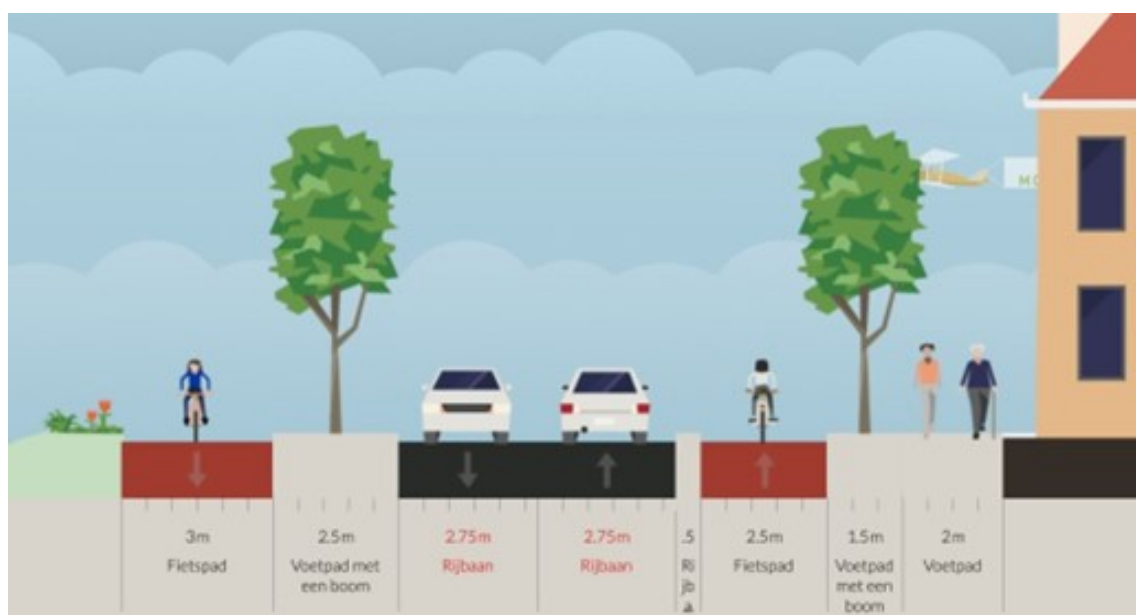 M.C
3m
Fietspad
2.5m
Voetpad met
een boom
2.75m
Rijbaan
2.75m
Rijbaan
.5
Ri
jb
a
2.5m
Fietspad
1.5m
Voetpad
met een
boom
2m
Voetpad